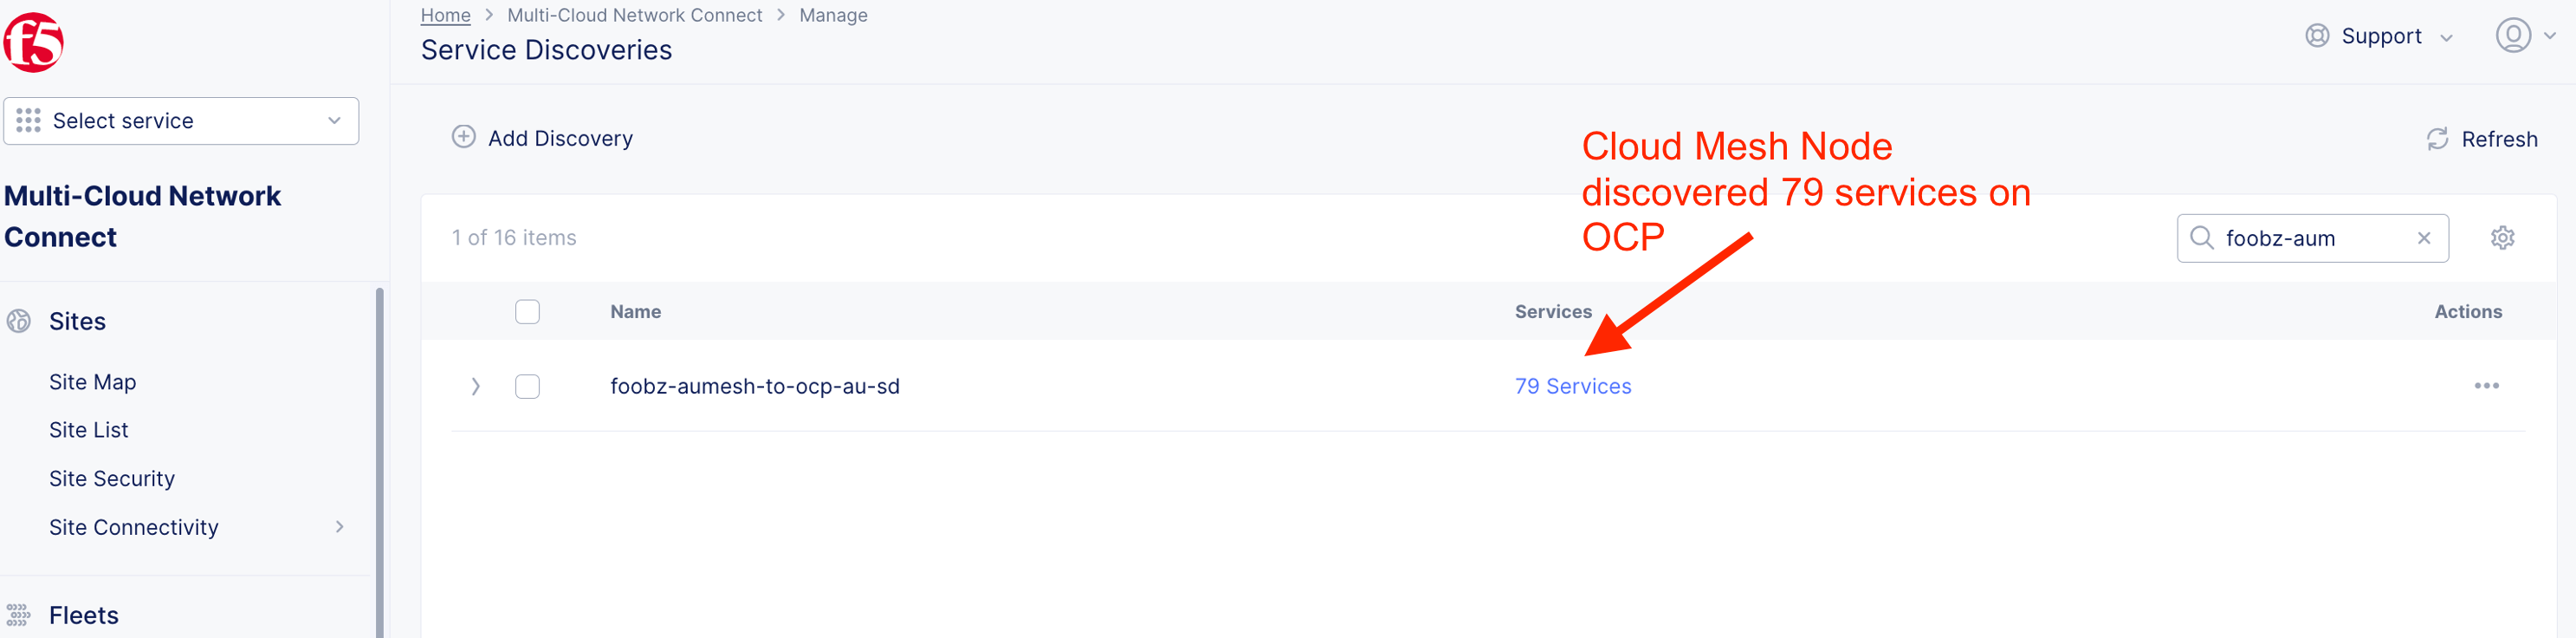 f5
Home > Multi-Cloud Network Connect > Manage
Service Discoveries
Support
Select service
Add Discovery
Refresh
Cloud Mesh Node
discovered 79 services on
OCP
Multi-Cloud Network
Connect
1 of 16 items
foobz-aum
Name
Services
Actions
foobz-aumesh-to-ocp-au-sd
79 Services
Sites
Site Map
Site List
Site Security
Site Connectivity
Fleets